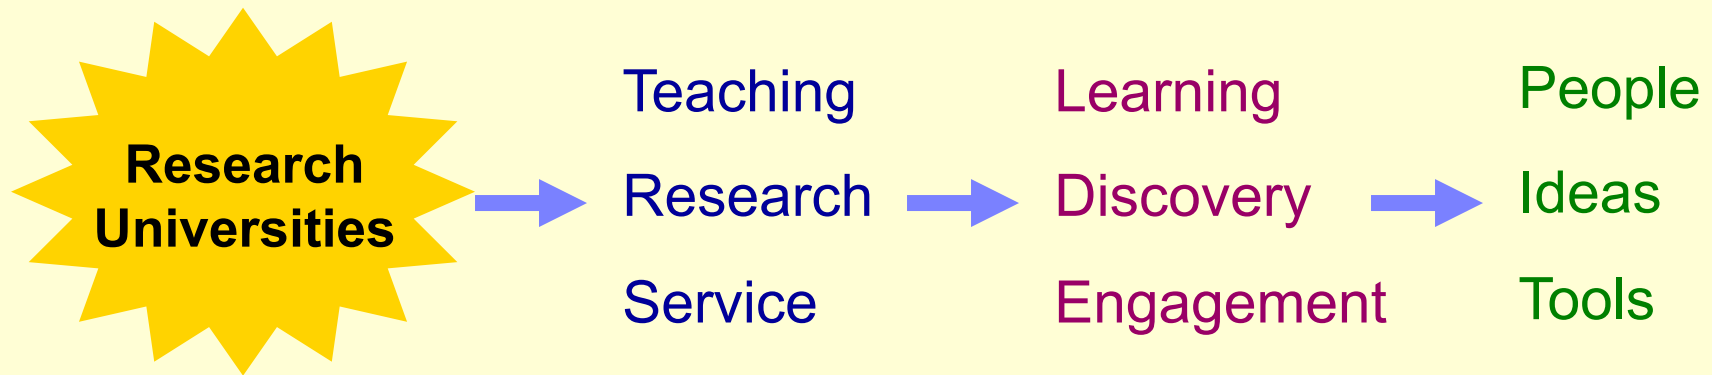 Research
Universities
Teaching
Research
Service
Learning
Discovery
Engagement
People
Ideas
Tools